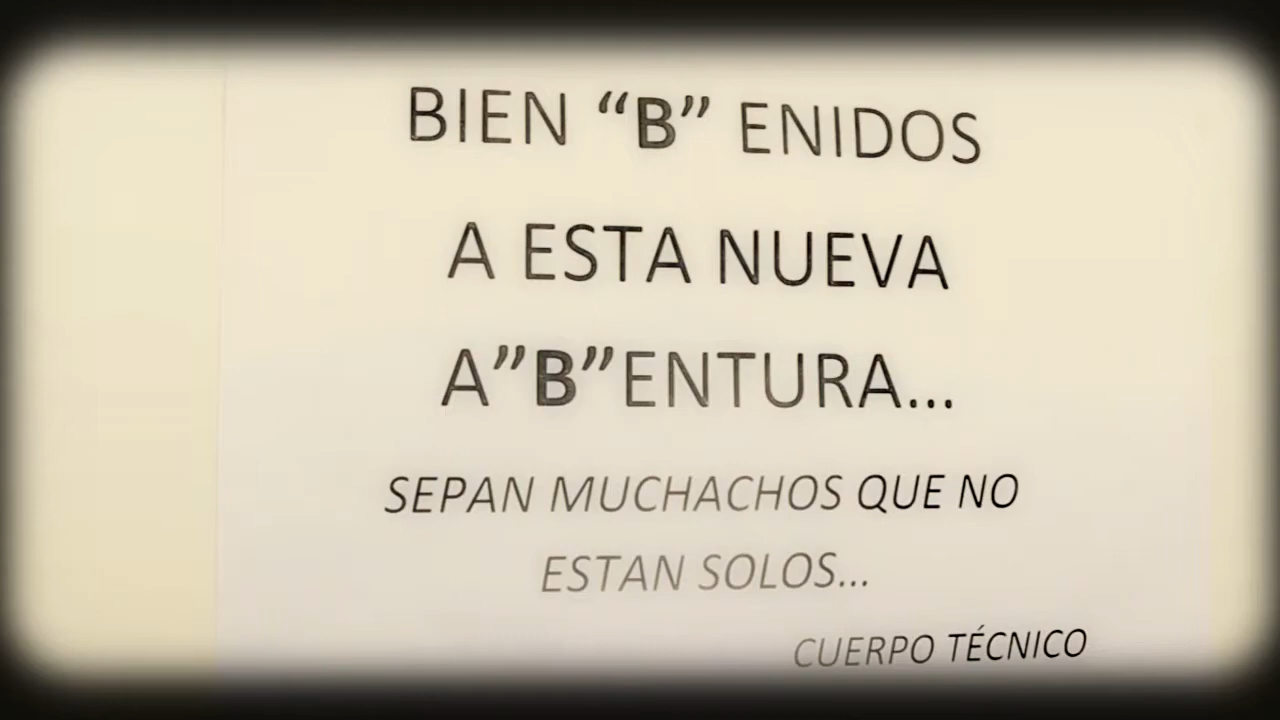 BIEN “B” ENIDOS
A ESTA NUEVA
A”B”ENTURA...
SEPAN MUCHACHOS QUE NO
ESTAN SOLOS...
CUERPO TÉCNICO